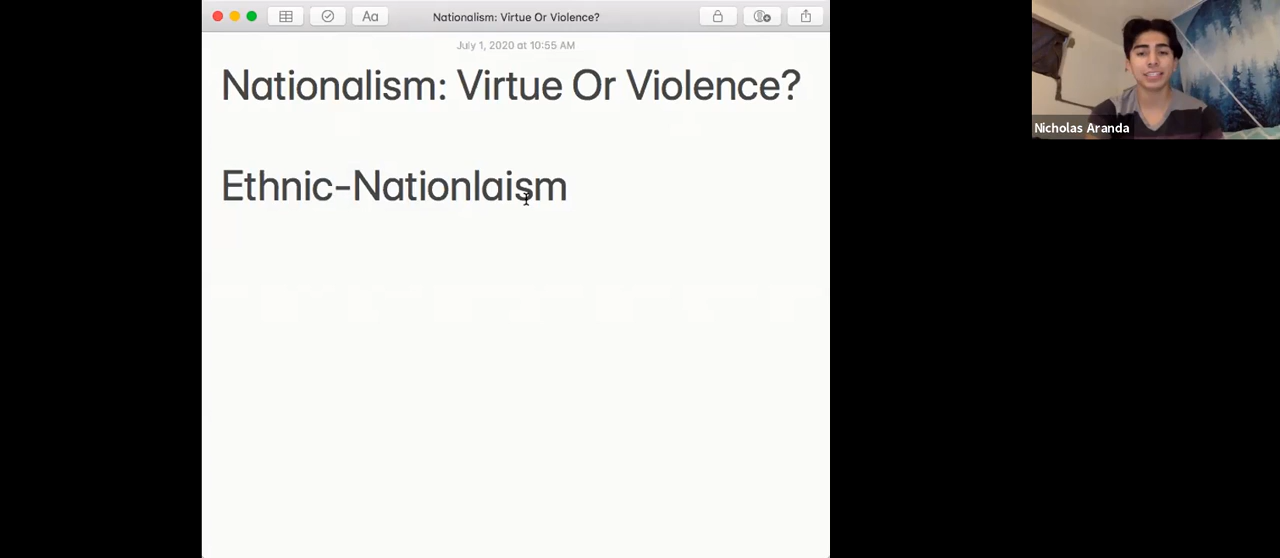 Aa
Nationalism: Virtue Or Violence?
July 1, 2020 at 10:55 AM
Nationalism: Virtue Or Violence?
Ethnic-Nationlaism
Nicholas Aranda